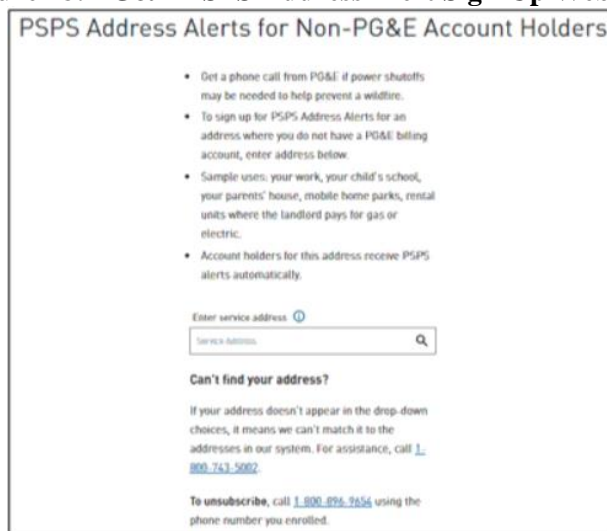 PSPS Address Alerts for Non-PG&E Account Holders
• Get a phone call from PG&E if power shutoffs
may be needed to help prevent a wildfire.
• To sign up for PSPS Address Alerts for an
address where you do not have a PG&E billing
account, enter address below.
• Sample uses: your work, your child's school,
your parents' house, mobile home parks, rental
units where the landlord pays for gas or
electric.
• Account holders for this address receive PSPS
alerts automatically.
Enter service address
Service Address
Can't find your address?
If your address doesn't appear in the drop-down
choices, it means we can't match it to the
addresses in our system. For assistance, call 1-
800-743-5002.
To unsubscribe, call 1-800-896-9654 using the
phone number you enrolled.